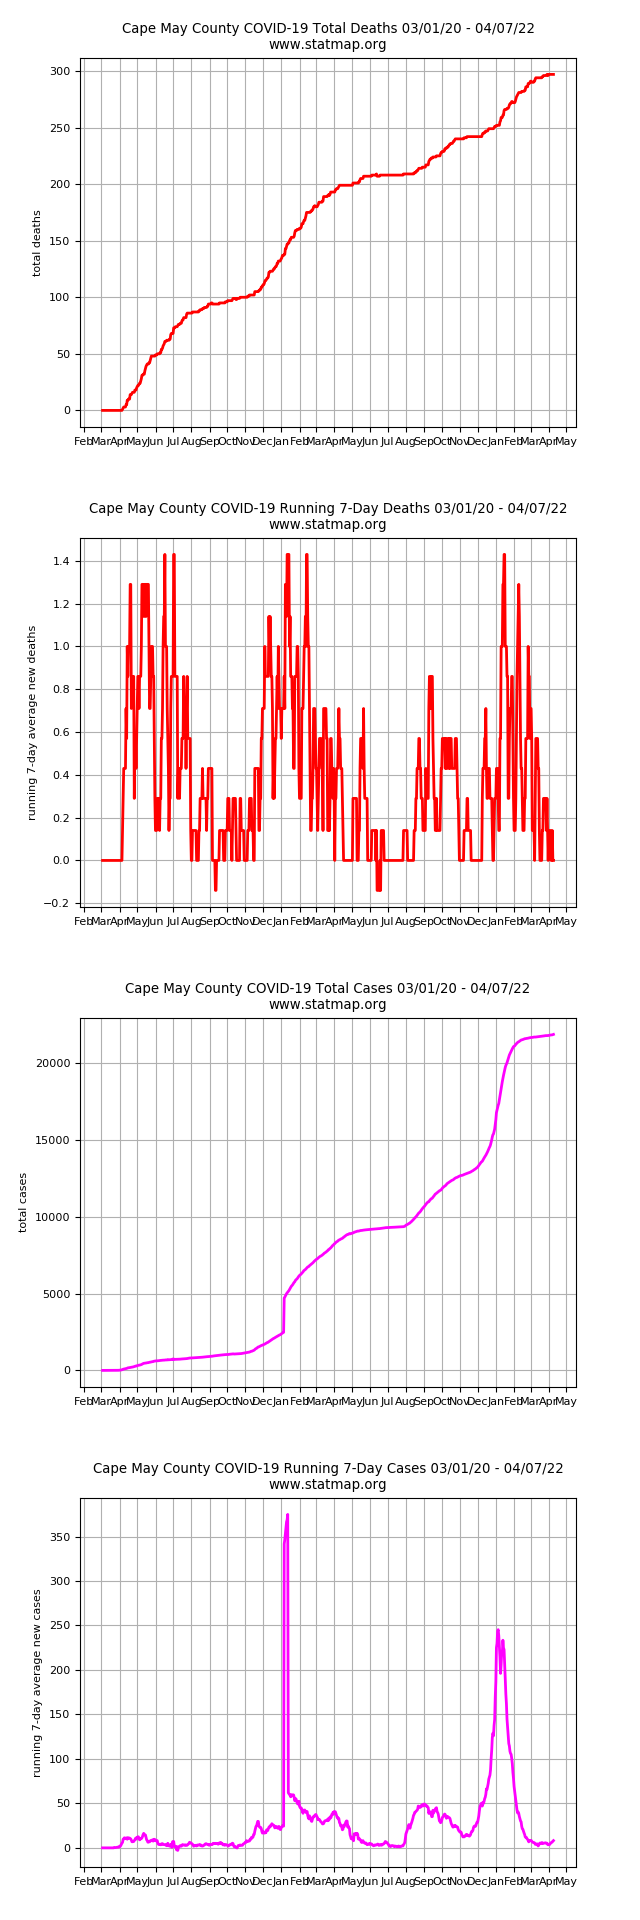 Cape May County COVID-19 Total Deaths 03/01/20 - 04/07/22
www.statmap.org
300
250
200
150
100
50
0
total deaths
Feb Mar Apr May Jun Jul Aug Sep Oct Nov Dec Jan Feb Mar Apr May Jun Jul Aug Sep Oct Nov Dec Jan Feb Mar Apr May
Cape May County COVID-19 Running 7-Day Deaths 03/01/20 - 04/07/22
www.statmap.org
1.4
1.2
1.0
0.8
0.6
0.4
0.2
0.0
−0.2
running 7-day average new deaths
Feb Mar Apr May Jun Jul Aug Sep Oct Nov Dec Jan Feb Mar Apr May Jun Jul Aug Sep Oct Nov Dec Jan Feb Mar Apr May
Cape May County COVID-19 Total Cases 03/01/20 - 04/07/22
www.statmap.org
20000
15000
10000
5000
0
total cases
Feb Mar Apr May Jun Jul Aug Sep Oct Nov Dec Jan Feb Mar Apr May Jun Jul Aug Sep Oct Nov Dec Jan Feb Mar Apr May
Cape May County COVID-19 Running 7-Day Cases 03/01/20 - 04/07/22
www.statmap.org
350
300
250
200
150
100
50
0
running 7-day average new cases
Feb Mar Apr May Jun Jul Aug Sep Oct Nov Dec Jan Feb Mar Apr May Jun Jul Aug Sep Oct Nov Dec Jan Feb Mar Apr May